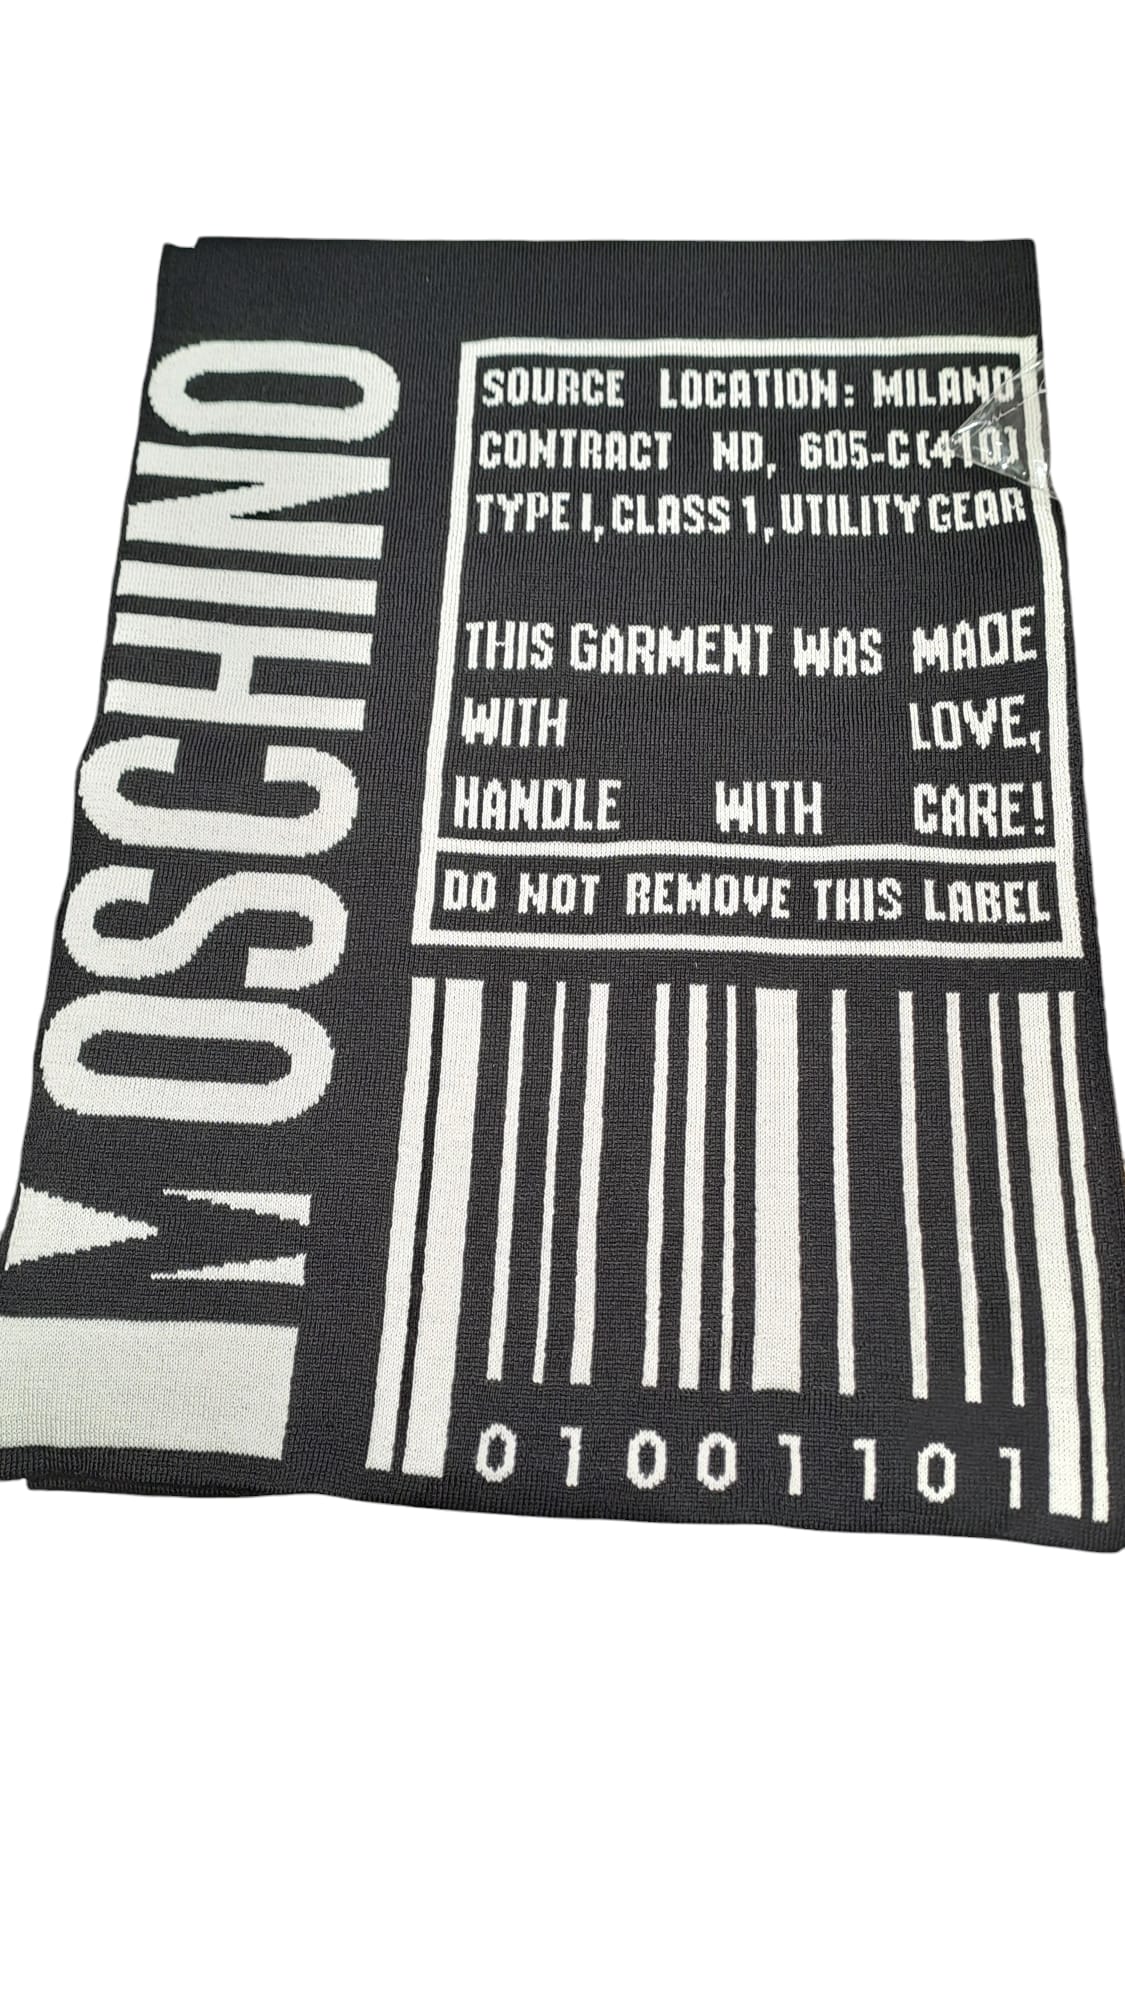 MOSCHINO
SOURCE LOCATION: MILANO
CONTRACT NO, 605-C(410)
TYPE I, CLASS 1, UTILITY GEAR
THIS GARMENT WAS MADE
WITH LOVE,
HANDLE WITH CARE!
DO NOT REMOVE THIS LABEL
01001101